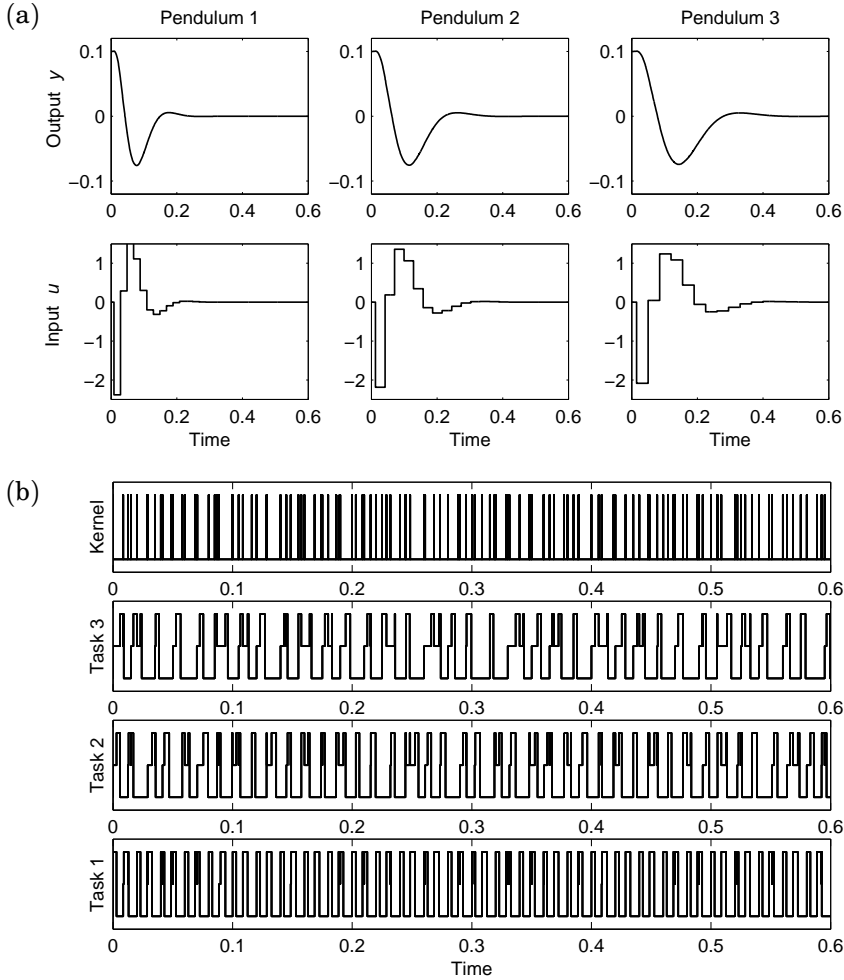 (a)
Pendulum 1 Pendulum 2 Pendulum 3
Output y
0.1 0 −0.1
0 0.2 0.4 0.6
0.1 0 −0.1
0 0.2 0.4 0.6
0.1 0 −0.1
0 0.2 0.4 0.6
Input u
1 0 −1 −2
0 0.2 0.4 0.6
Time
1 0 −1 −2
0 0.2 0.4 0.6
Time
1 0 −1 −2
0 0.2 0.4 0.6
Time
(b)
Kernel
0 0.1 0.2 0.3 0.4 0.5 0.6
Task 3
0 0.1 0.2 0.3 0.4 0.5 0.6
Task 2
0 0.1 0.2 0.3 0.4 0.5 0.6
Task 1
0 0.1 0.2 0.3 0.4 0.5 0.6
Time